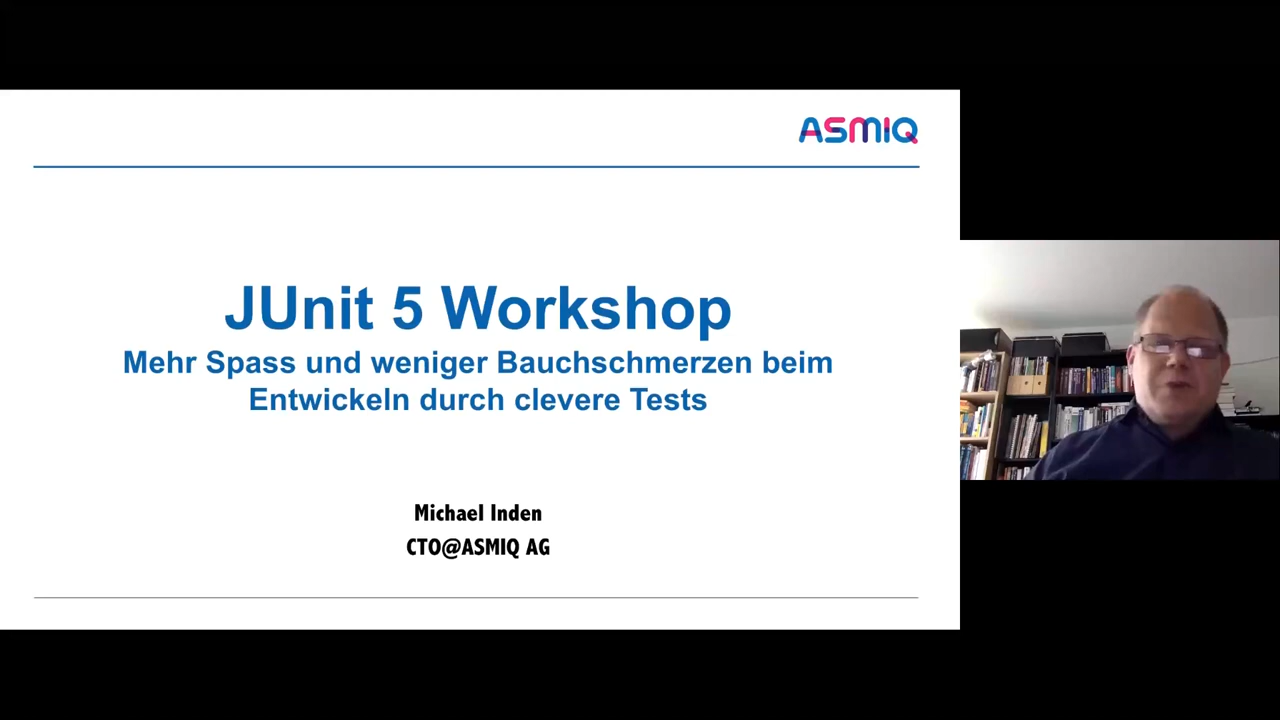 ASMIQ
JUnit 5 Workshop
Mehr Spass und weniger Bauchschmerzen beim
Entwickeln durch clevere Tests
Michael Inden
CTO@ASMIQ AG